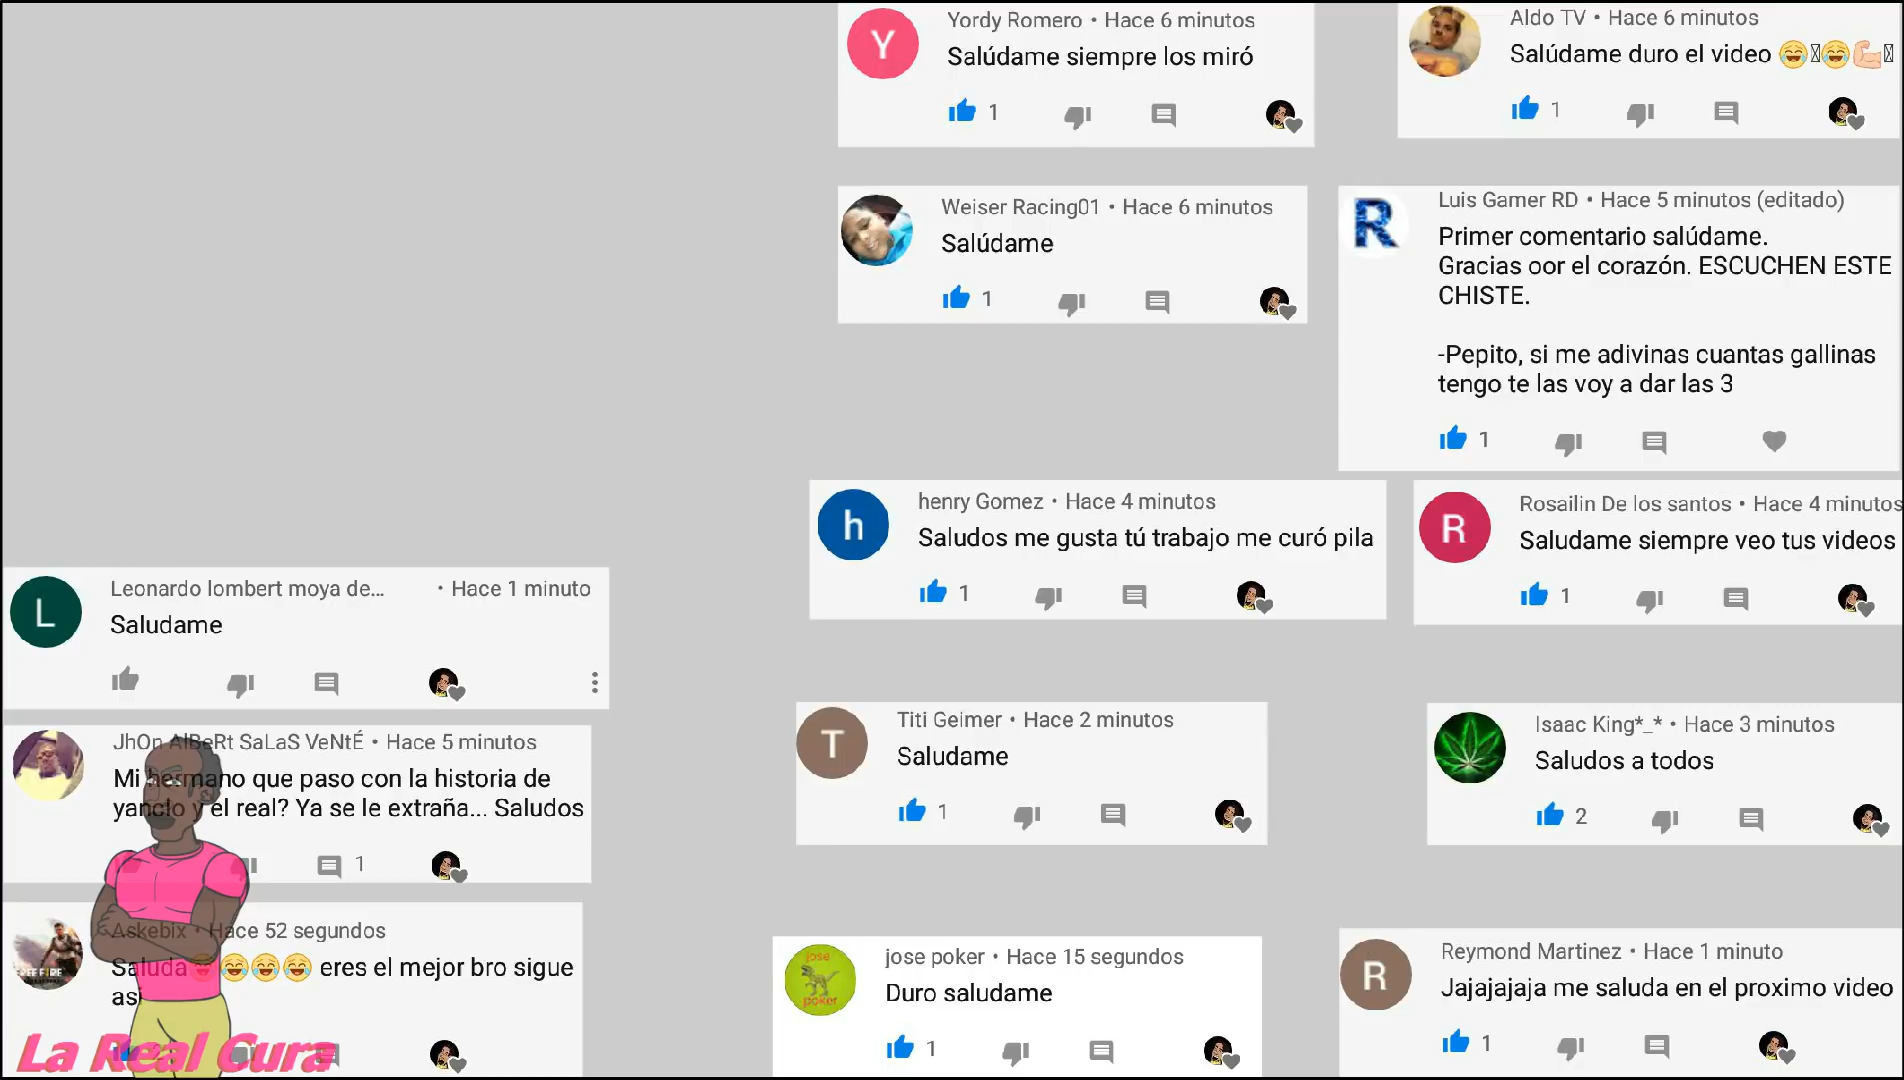 Yordy Romero • Hace 6 minutos
Salúdame siempre los miró
1
Aldo TV • Hace 6 minutos
Salúdame duro el video 😂😂💪🏻
1
Weiser Racing01 • Hace 6 minutos
Salúdame
1
Luis Gamer RD • Hace 5 minutos (editado)
Primer comentario salúdame.
Gracias oor el corazón. ESCUCHEN ESTE
CHISTE.
-Pepito, si me adivinas cuantas gallinas
tengo te las voy a dar las 3
1
henry Gomez • Hace 4 minutos
Saludos me gusta tú trabajo me curó pila
1
Rosailin De los santos • Hace 4 minutos
Saludame siempre veo tus videos
1
Leonardo lombert moya de... • Hace 1 minuto
Saludame
JhOn AlBeRt SaLaS VeNtÉ • Hace 5 minutos
Mi hermano que paso con la historia de
y el real? Ya se le extraña... Saludos
1
Titi Geimer • Hace 2 minutos
Saludame
1
Isaac King*_* • Hace 3 minutos
Saludos a todos
2
Askebix • Hace 52 segundos
Saluda 😂😂😂😂 eres el mejor bro sigue
asi
FREE FIRE
jose poker • Hace 15 segundos
Duro saludame
1
jose
poker
Reymond Martinez • Hace 1 minuto
Jajajajaja me saluda en el proximo video
1
La Real Cura